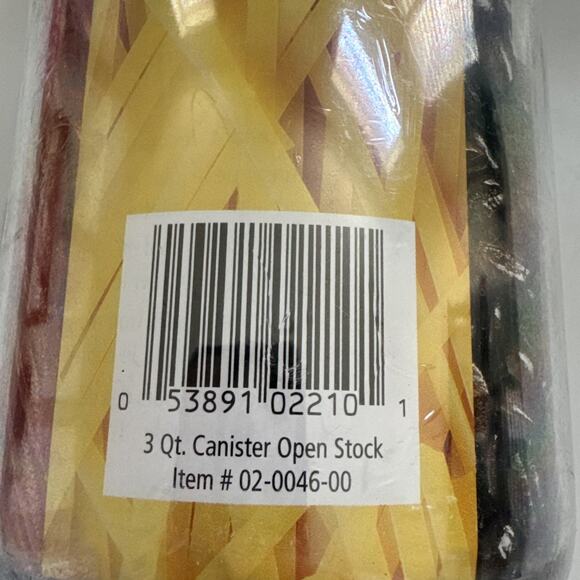 0 53891 02210 1
3 Qt. Canister Open Stock
Item # 02-0046-00